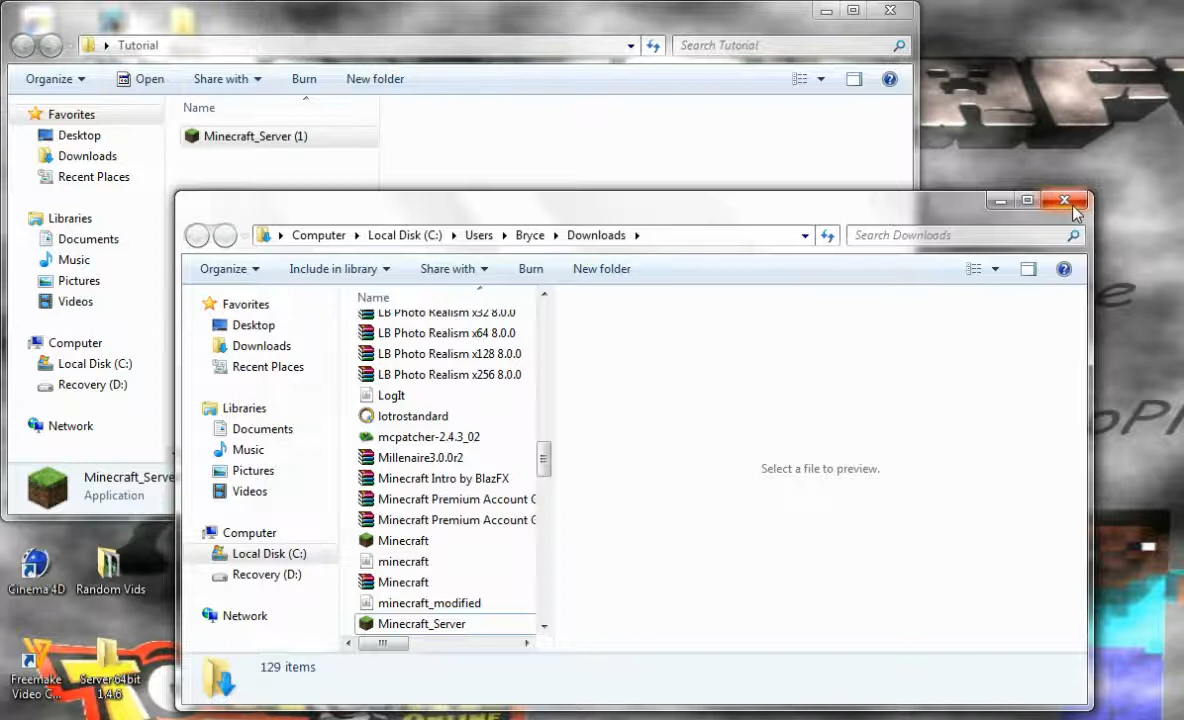 Tutorial
Search Tutorial
Organize
Open
Share with
Burn
New folder
Favorites
Desktop
Downloads
Recent Places
Libraries
Documents
Music
Pictures
Videos
Computer
Local Disk (C:)
Recovery (D:)
Network
Name
Minecraft_Server (1)
Minecraft_Serve
Application
Computer
Local Disk (C:)
Users
Bryce
Downloads
Search Downloads
Organize
Include in library
Share with
Burn
New folder
Favorites
Desktop
Downloads
Recent Places
Libraries
Documents
Music
Pictures
Videos
Computer
Local Disk (C:)
Recovery (D:)
Network
Name
LB Photo Realism x32 8.0.0
LB Photo Realism x64 8.0.0
LB Photo Realism x128 8.0.0
LB Photo Realism x256 8.0.0
LogIt
lotrostandard
mcpatcher-2.4.3_02
Millenaire3.0.0r2
Minecraft Intro by BlazFX
Minecraft Premium Account G
Minecraft Premium Account G
Minecraft
minecraft
Minecraft
minecraft_modified
Minecraft_Server
Select a file to preview.
129 items
Cinema 4D
Random Vids
Freemake
Video C...
Server 64bit
1.4.6
ONLINE